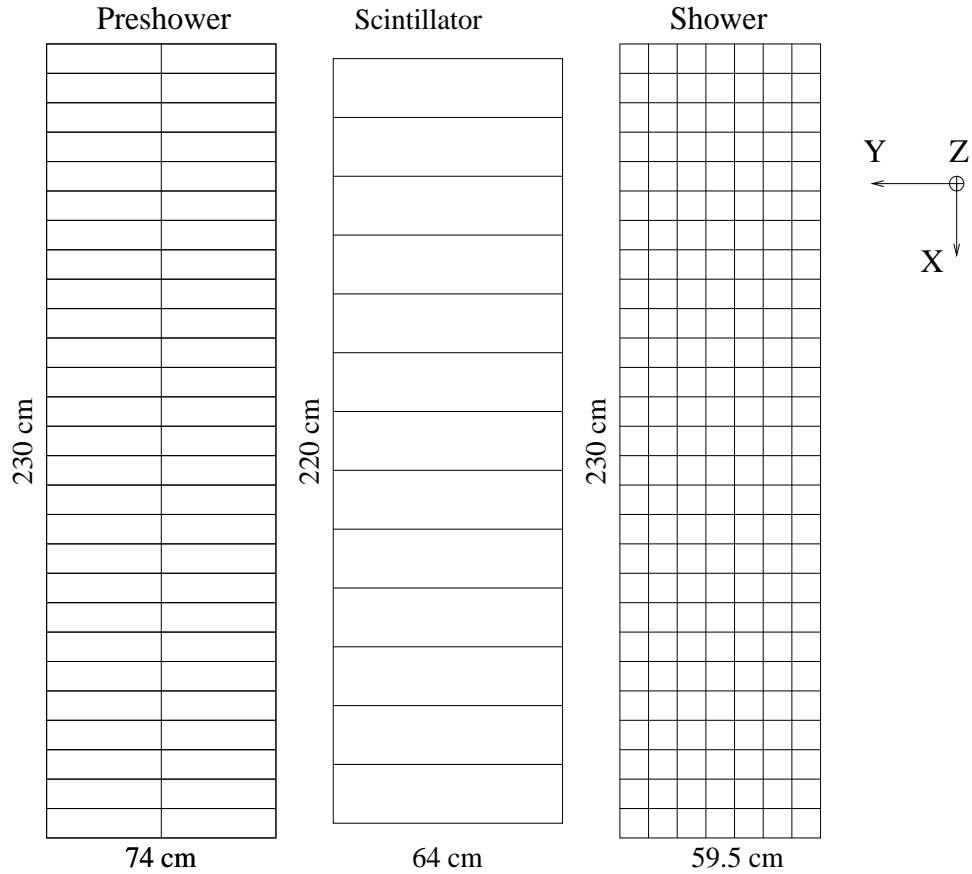 Preshower
Scintillator
Shower
Y
Z
X
230 cm
220 cm
230 cm
74 cm
64 cm
59.5 cm